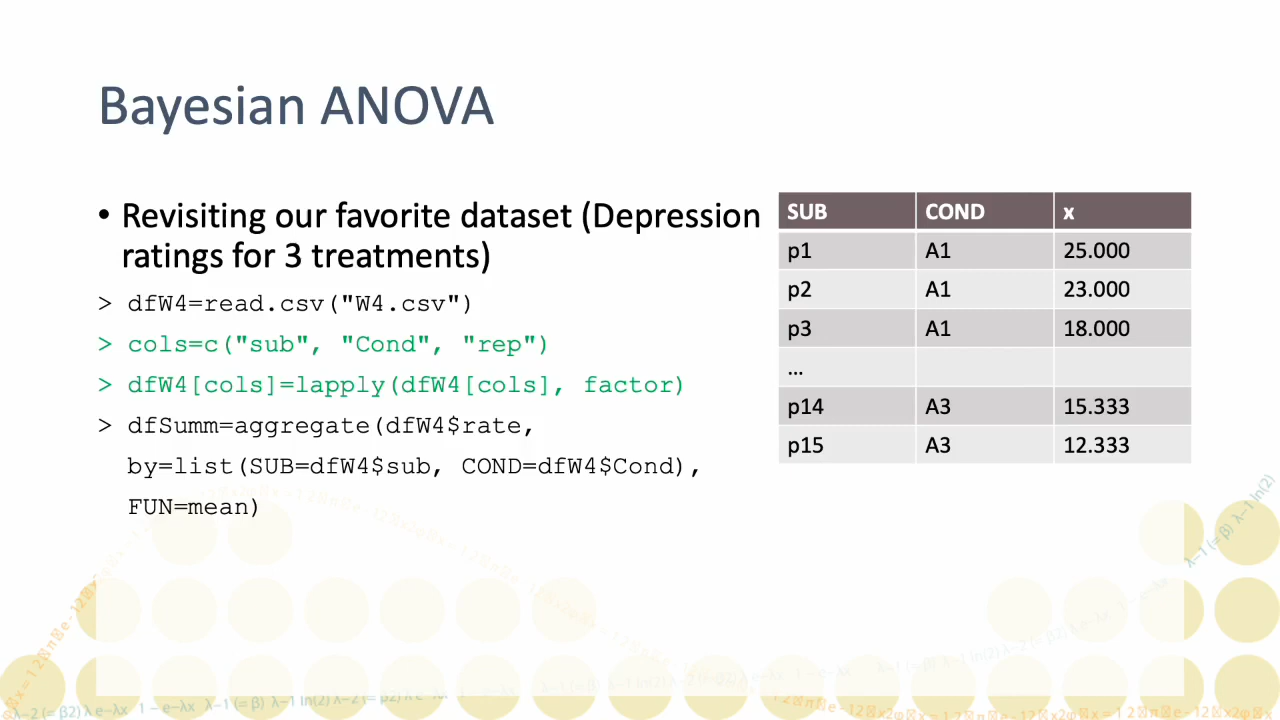 Bayesian ANOVA
• Revisiting our favorite dataset (Depression
ratings for 3 treatments)
> dfW4=read.csv("W4.csv")
> cols=c("sub", "Cond", "rep")
> dfW4[cols]=lapply(dfW4[cols], factor)
> dfSumm=aggregate(dfW4$rate,
by=list(SUB=dfW4$sub, COND=dfW4$Cond),
FUN=mean)
SUB COND x
p1 A1 25.000
p2 A1 23.000
p3 A1 18.000
...
p14 A3 15.333
p15 A3 12.333